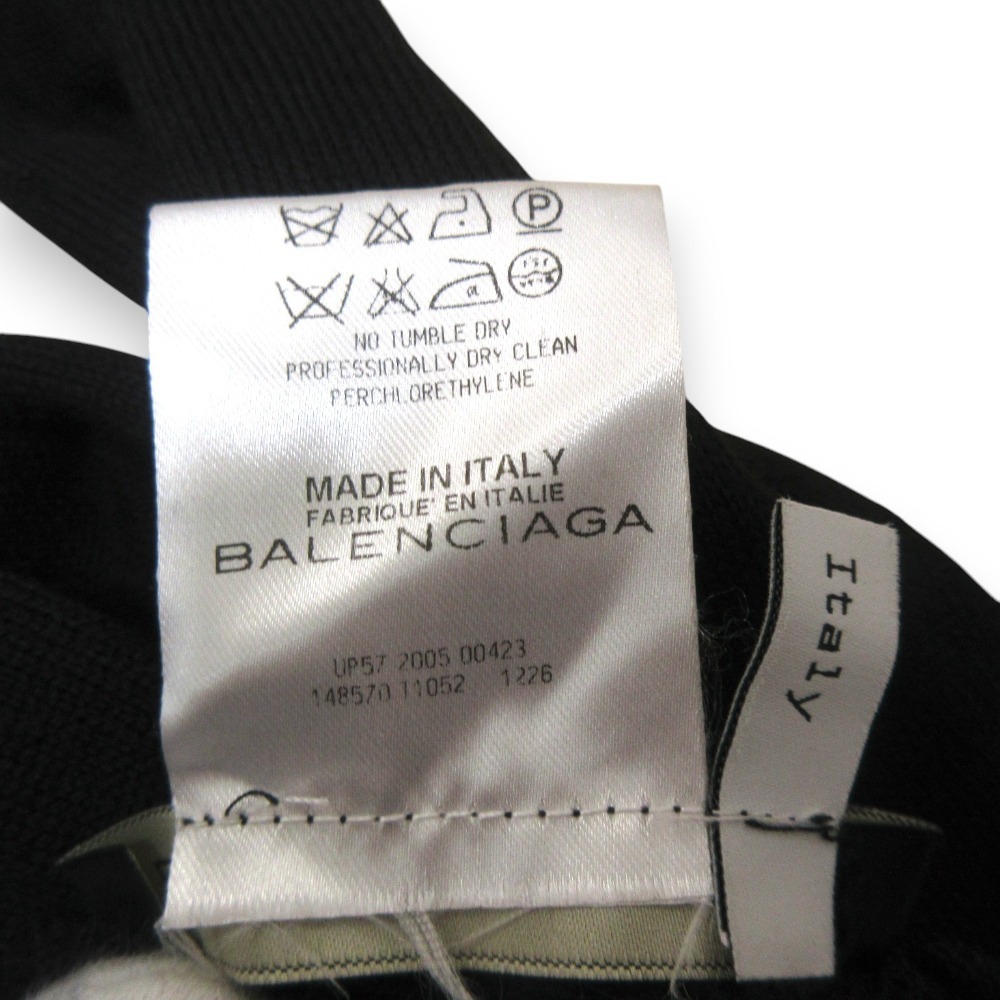 P
NO TUMBLE DRY
PROFESSIONALLY DRY CLEAN
PERCHLORETHYLENE
MADE IN ITALY
FABRIQUE' EN ITALIE
BALENCIAGA
UP57 2005 00423
148570 T1052 1226
Italy